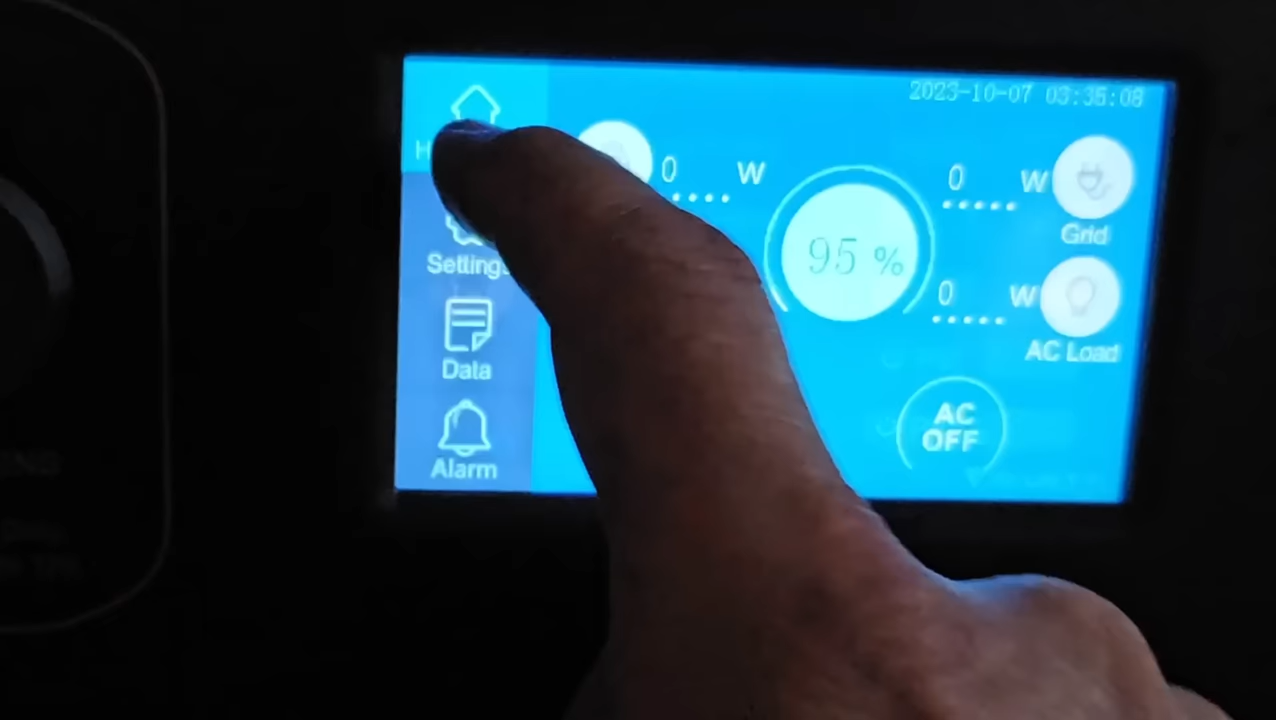 2023-10-07 03:35:08
H
0 W
0 W
Grid
Settings
95 %
0 W
AC Load
Data
AC
OFF
Alarm